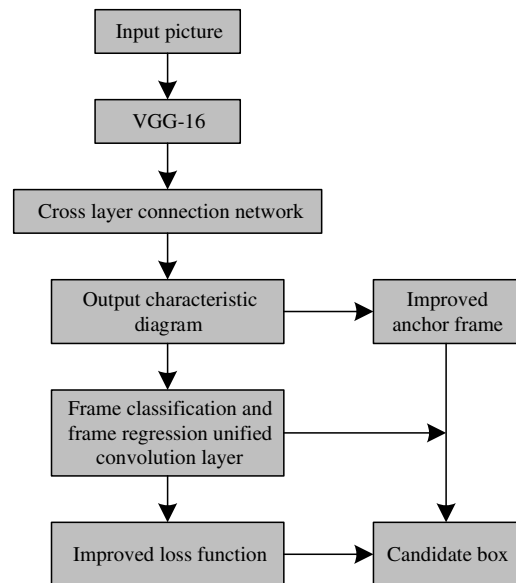 Input picture
VGG-16
Cross layer connection network
Output characteristic
diagram
Improved
anchor frame
Frame classification and
frame regression unified
convolution layer
Improved loss function
Candidate box